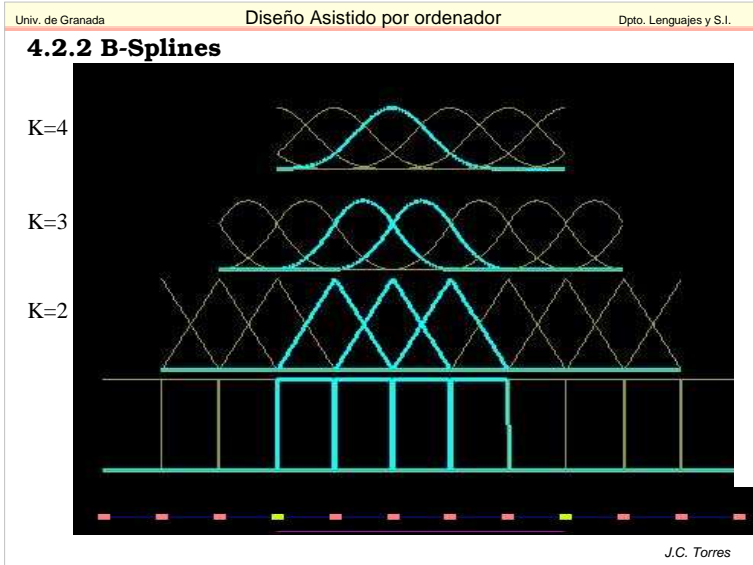 Univ. de Granada Diseño Asistido por ordenador Dpto. Lenguajes y S.I.
4.2.2 B-Splines
K=4
K=3
K=2
J.C. Torres